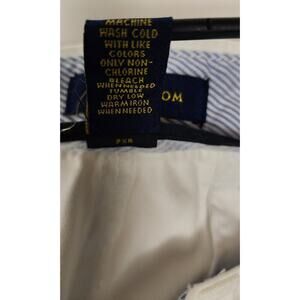 MACHINE
WASH COLD
WITH LIKE
COLORS
ONLY NON-
CHLORINE
BLEACH
WHEN NEEDED
TUMBLE
DRY LOW
WARM IRON
WHEN NEEDED
OM